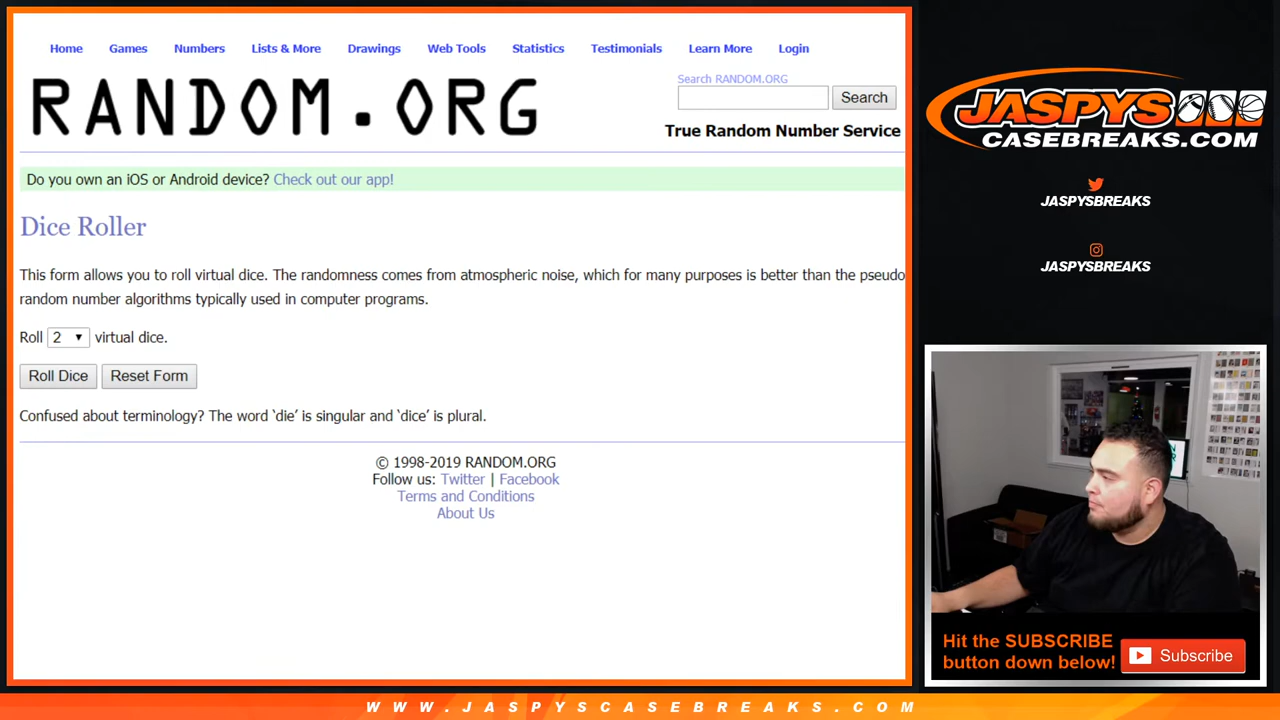 Home Games Numbers Lists & More Drawings Web Tools Statistics Testimonials Learn More Login
RANDOM.ORG
Search RANDOM.ORG
Search
True Random Number Service
Do you own an iOS or Android device? Check out our app!
Dice Roller
This form allows you to roll virtual dice. The randomness comes from atmospheric noise, which for many purposes is better than the pseudo
random number algorithms typically used in computer programs.
Roll 2 virtual dice.
Roll Dice Reset Form
Confused about terminology? The word ‘die’ is singular and ‘dice’ is plural.
© 1998-2019 RANDOM.ORG
Follow us: Twitter | Facebook
Terms and Conditions
About Us
JASPYS
CASEBREAKS.COM
JASPYSBREAKS
JASPYSBREAKS
Hit the SUBSCRIBE
button down below!
Subscribe
WWW.JASPYSCASEBREAKS.COM